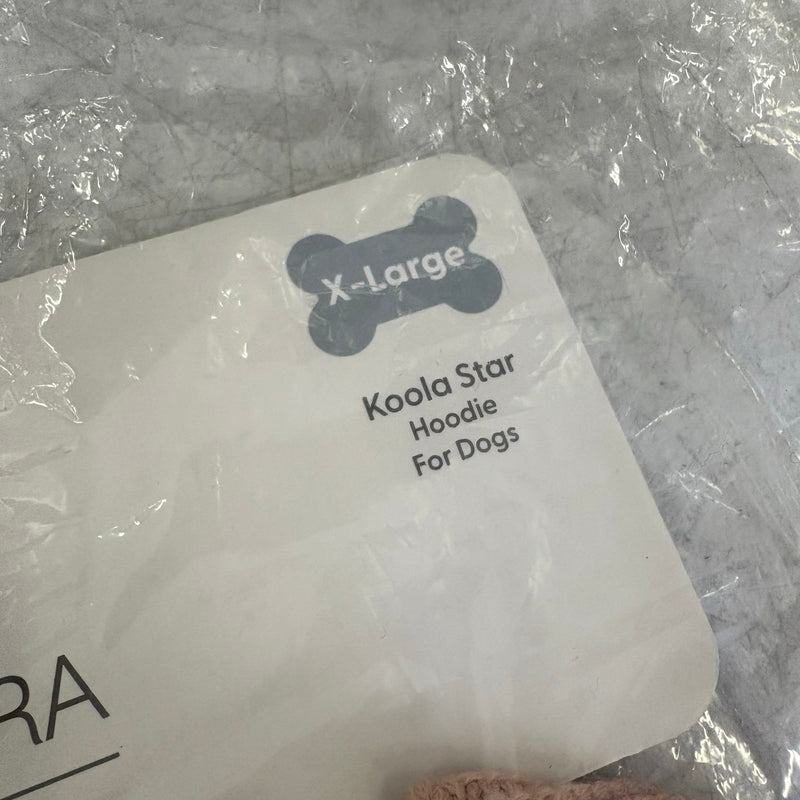 X-Large
Koola Star
Hoodie
For Dogs
RA